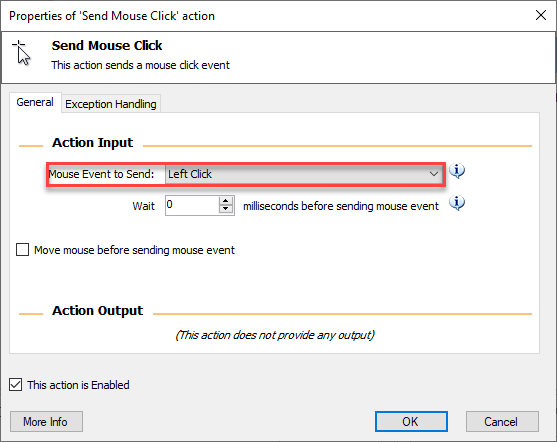 Properties of 'Send Mouse Click' action
Send Mouse Click
This action sends a mouse click event
General
Exception Handling
Action Input
Mouse Event to Send: Left Click
Wait 0 milliseconds before sending mouse event
Move mouse before sending mouse event
Action Output
(This action does not provide any output)
This action is Enabled
More Info
OK
Cancel